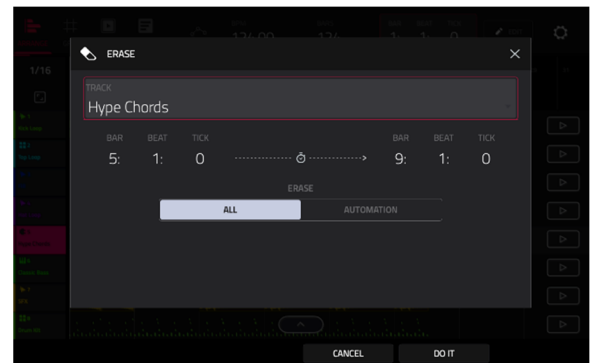 1/16
ERASE
TRACK
Hype Chords
BAR BEAT TICK BAR BEAT TICK
5: 1: 0 9: 1: 0
ERASE
ALL AUTOMATION
CANCEL DO IT